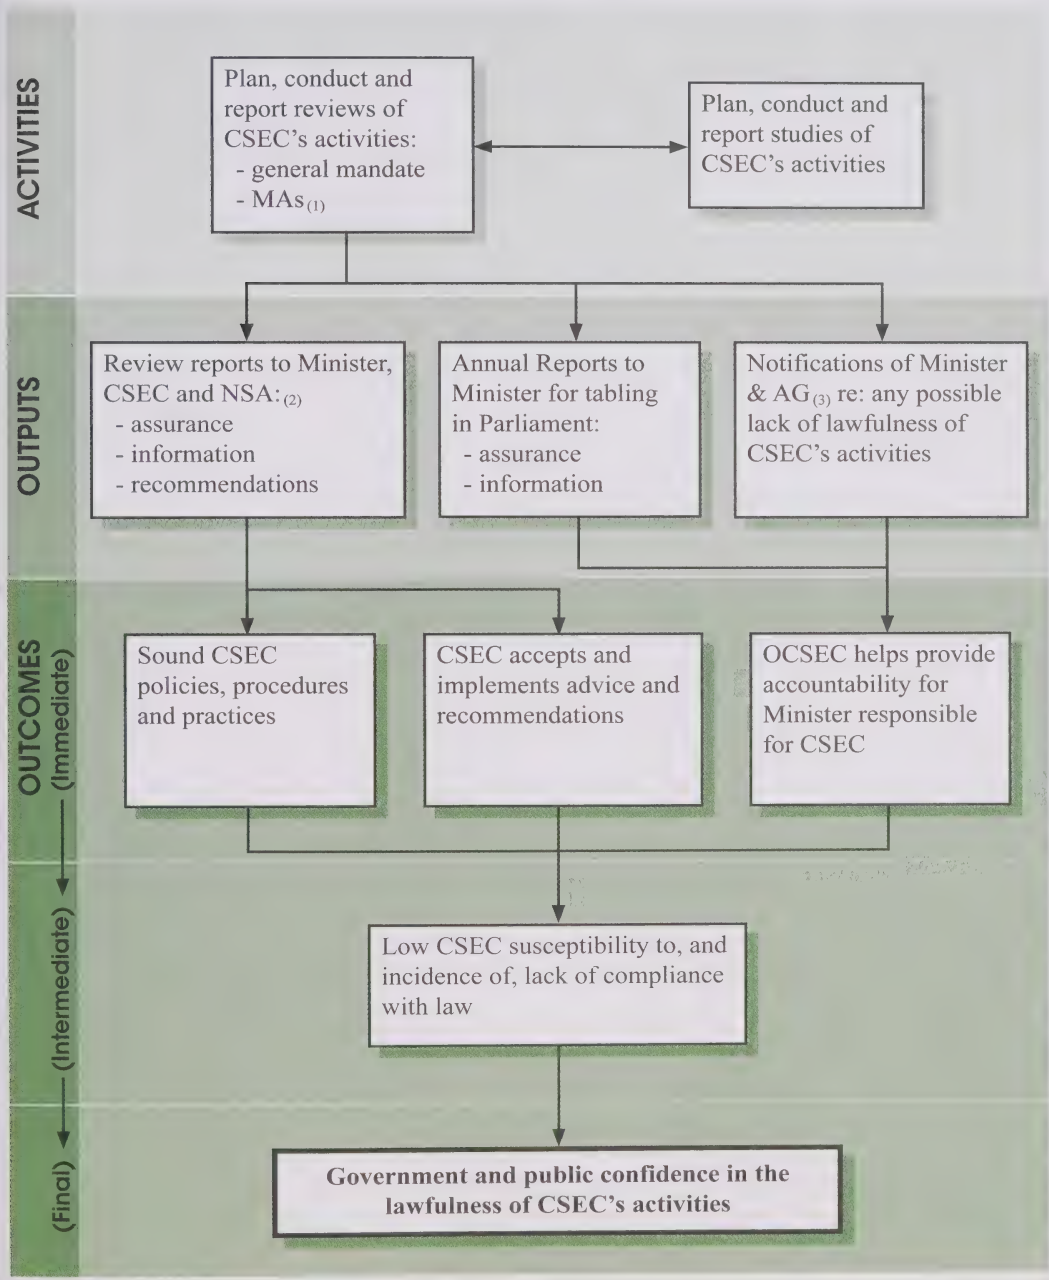 ACTIVITIES
Plan, conduct and
report reviews of
CSEC's activities:
- general mandate
- MAs(1)
Plan, conduct and
report studies of
CSEC's activities
OUTPUTS
Review reports to Minister,
CSEC and NSA:(2)
- assurance
- information
- recommendations
Annual Reports to
Minister for tabling
in Parliament:
- assurance
- information
Notifications of Minister
& AG(3) re: any possible
lack of lawfulness of
CSEC's activities
OUTCOMES
(Immediate)
Sound CSEC
policies, procedures
and practices
CSEC accepts and
implements advice and
recommendations
OCSEC helps provide
accountability for
Minister responsible
for CSEC
(Intermediate)
Low CSEC susceptibility to, and
incidence of, lack of compliance
with law
(Final)
Government and public confidence in the
lawfulness of CSEC's activities